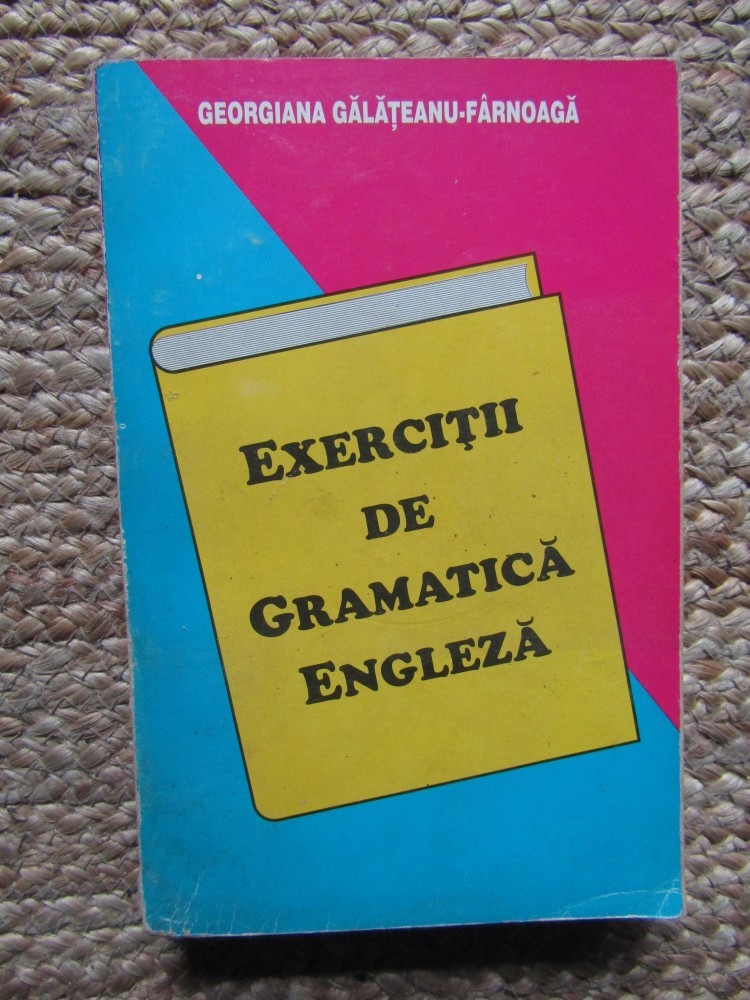 GEORGIANA GĂLĂŢEANU-FÂRNOAGĂ
EXERCIŢII
DE
GRAMATICĂ
ENGLEZĂ